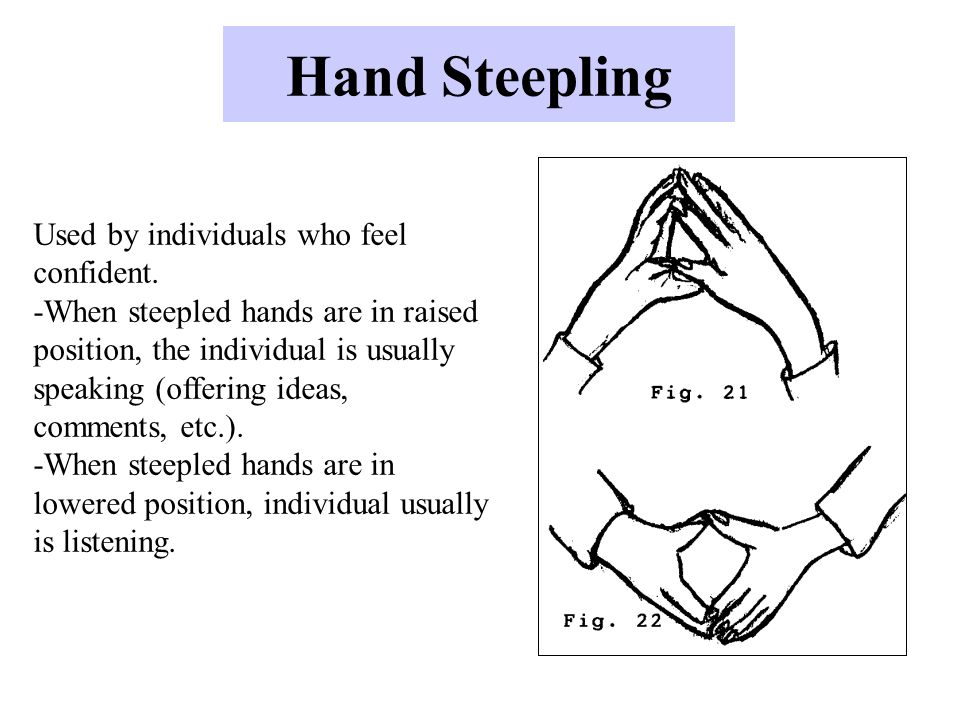 Hand Steepling
Used by individuals who feel
confident.
-When steepled hands are in raised
position, the individual is usually
speaking (offering ideas,
comments, etc.).
-When steepled hands are in
lowered position, individual usually
is listening.
Fig. 21
Fig. 22